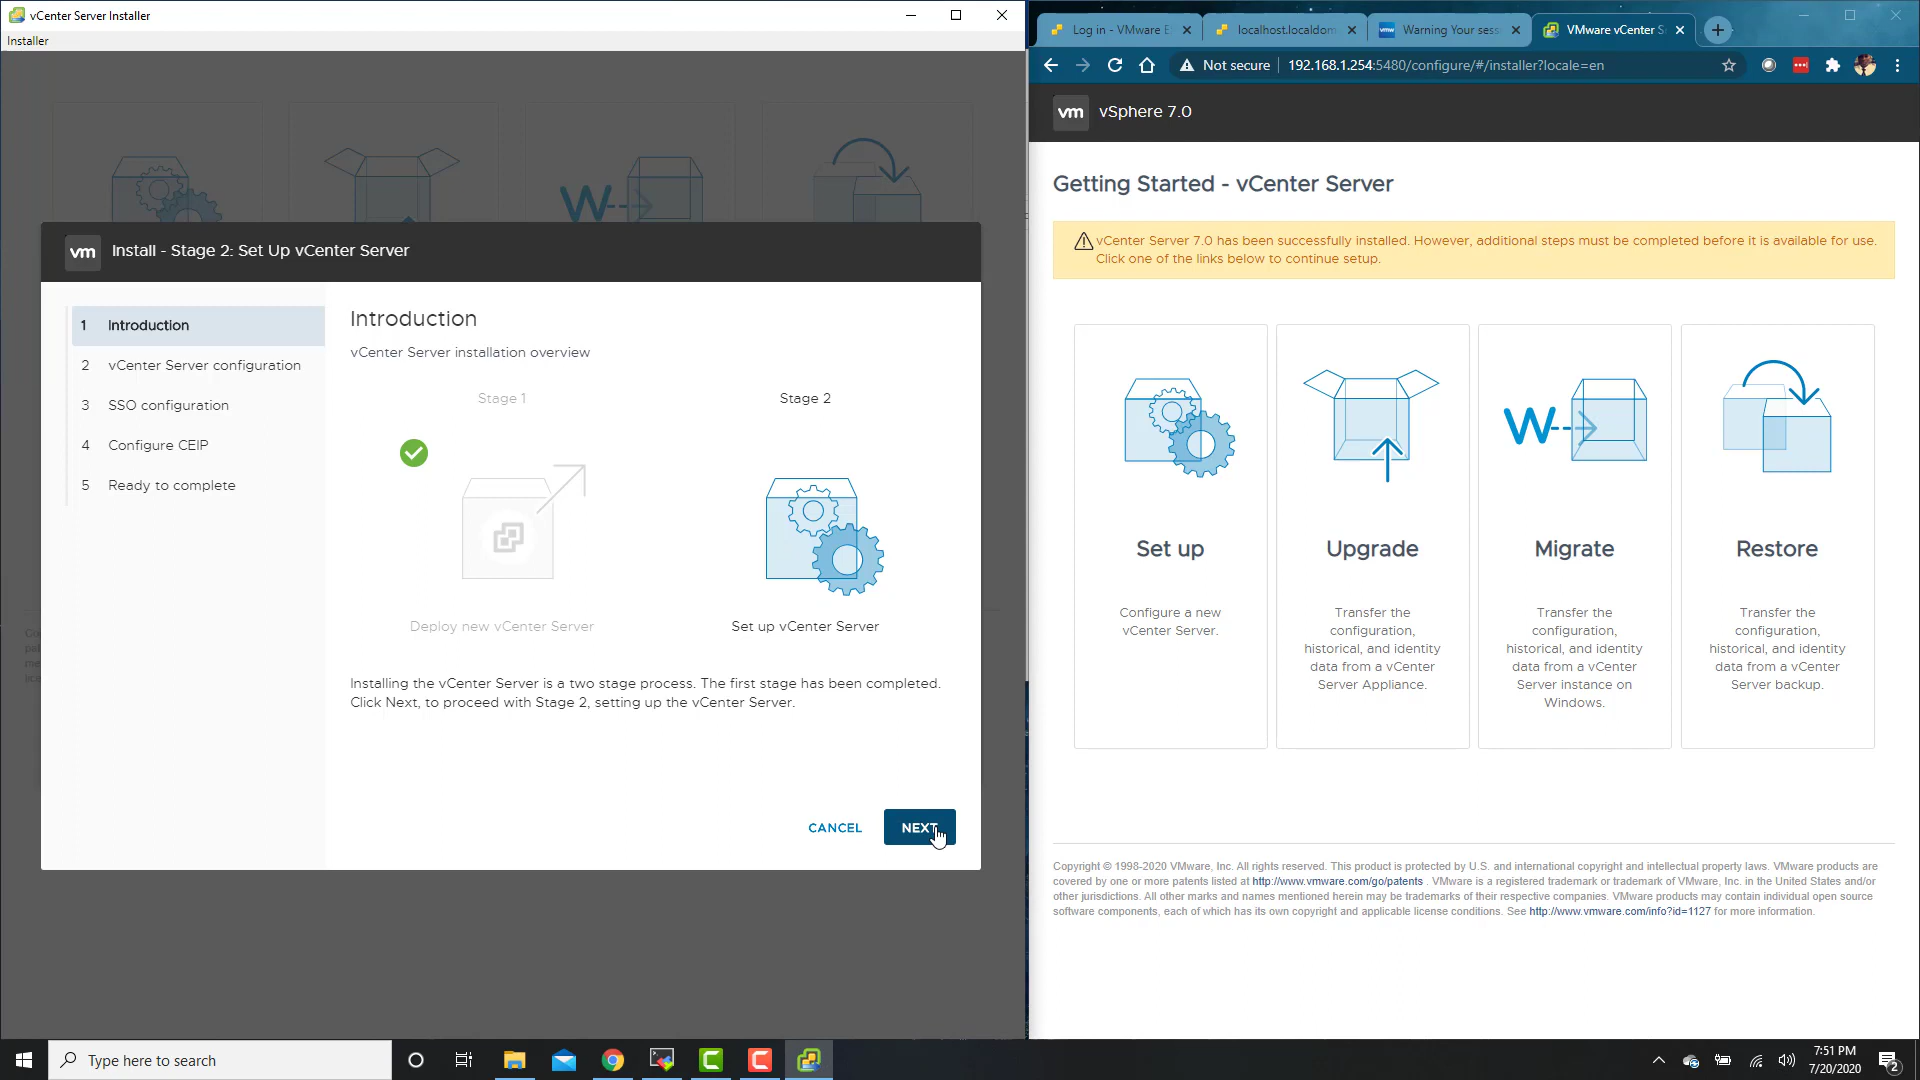 vCenter Server Installer
Installer
vm Install - Stage 2: Set Up vCenter Server
1 Introduction
2 vCenter Server configuration
3 SSO configuration
4 Configure CEIP
5 Ready to complete
Introduction
vCenter Server installation overview
Stage 1
Stage 2
Deploy new vCenter Server
Set up vCenter Server
Installing the vCenter Server is a two stage process. The first stage has been completed.
Click Next, to proceed with Stage 2, setting up the vCenter Server.
CANCEL
NEXT
Log in - VMware E
localhost.localdom
vmw Warning Your sess
VMware vCenter S
Not secure
192.168.1.254:5480/configure/#/installer?locale=en
vm vSphere 7.0
Getting Started - vCenter Server
vCenter Server 7.0 has been successfully installed. However, additional steps must be completed before it is available for use.
Click one of the links below to continue setup.
Set up
Configure a new
vCenter Server.
Upgrade
Transfer the
configuration,
historical, and identity
data from a vCenter
Server Appliance.
W
Migrate
Transfer the
configuration,
historical, and identity
data from a vCenter
Server instance on
Windows.
Restore
Transfer the
configuration,
historical, and identity
data from a vCenter
Server backup.
Copyright © 1998-2020 VMware, Inc. All rights reserved. This product is protected by U.S. and international copyright and intellectual property laws. VMware products are
covered by one or more patents listed at http://www.vmware.com/go/patents . VMware is a registered trademark or trademark of VMware, Inc. in the United States and/or
other jurisdictions. All other marks and names mentioned herein may be trademarks of their respective companies. VMware products may contain individual open source
software components, each of which has its own copyright and applicable license conditions. See http://www.vmware.com/info?id=1127 for more information.
Type here to search
7:51 PM
7/20/2020
2